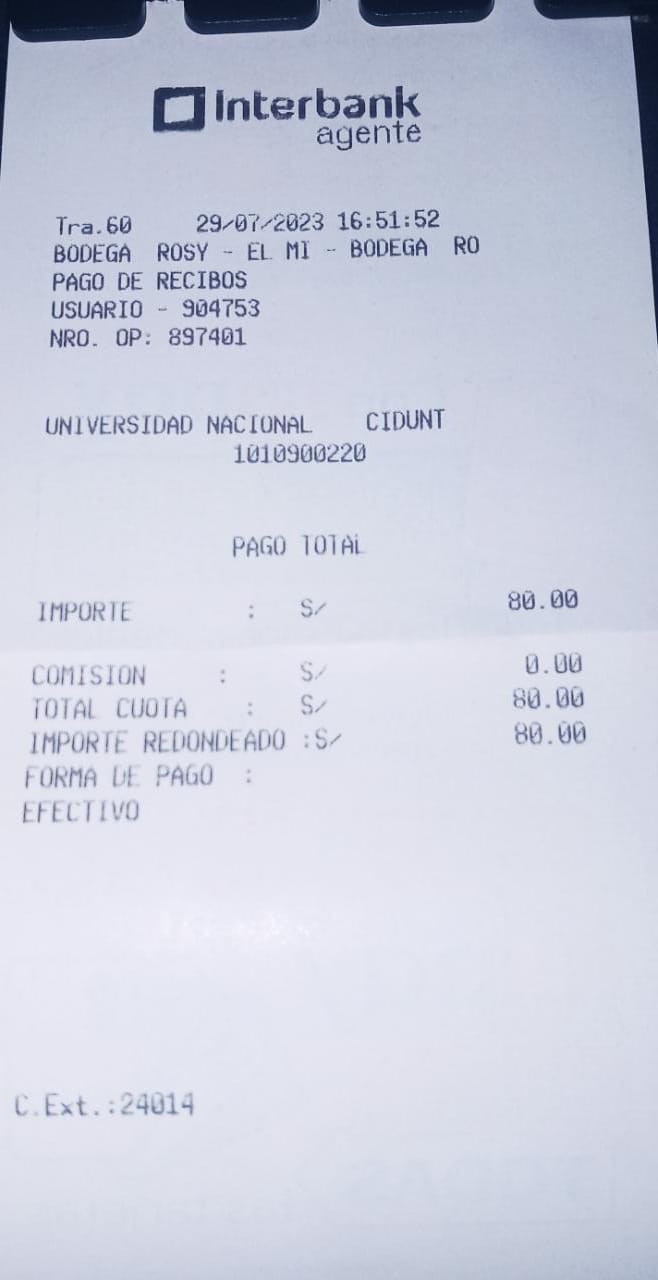 Interbank
agente
Tra.60 29/07/2023 16:51:52
BODEGA ROSY - EL MI - BODEGA RO
PAGO DE RECIBOS
USUARIO - 904753
NRO. OP: 897401
UNIVERSIDAD NACIONAL CIDUNT
1010900220
PAGO TOTAL
IMPORTE : S/ 80.00
COMISION : S/ 0.00
TOTAL CUOTA : S/ 80.00
IMPORTE REDONDEADO :S/ 80.00
FORMA DE PAGO :
EFECTIVO
C.Ext.:24014